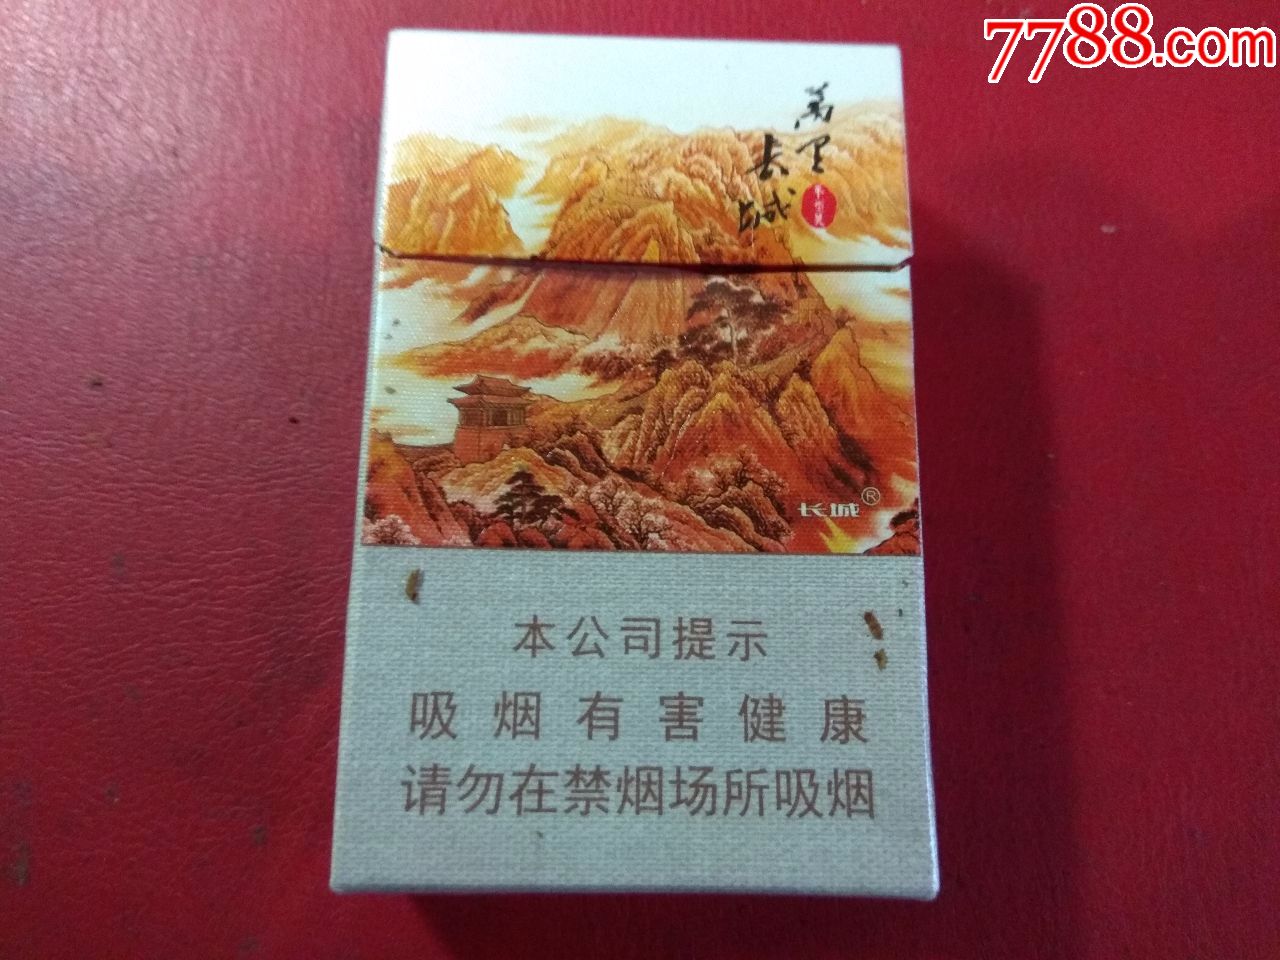 7788.com
萬里
長城
长城®
本公司提示
吸烟有害健康
请勿在禁烟场所吸烟